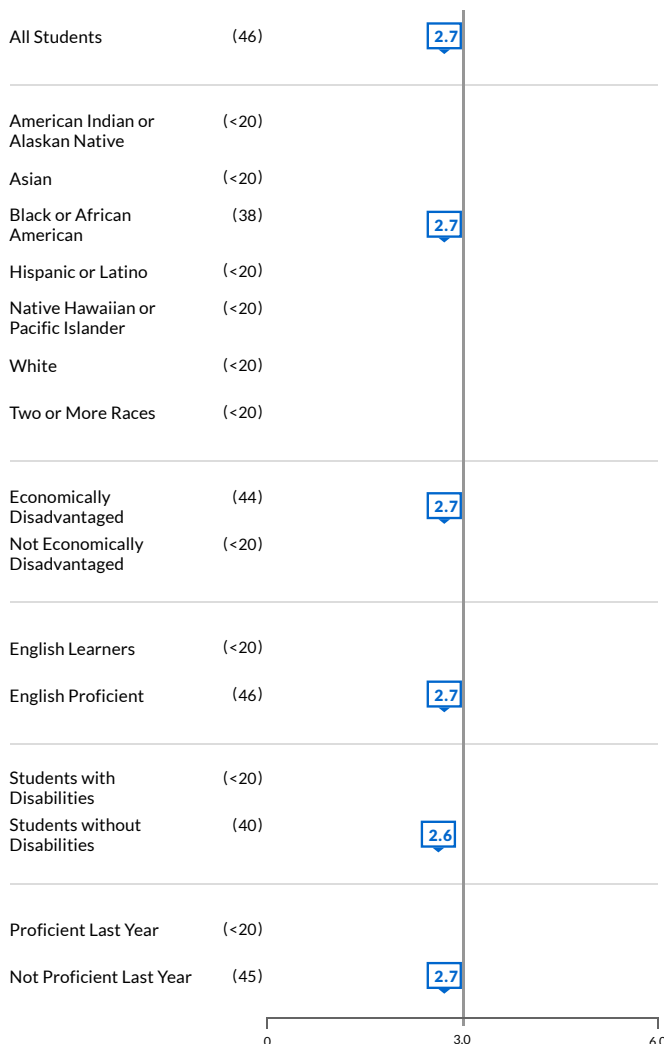 All Students (46) 2.7
American Indian or (<20)
Alaskan Native
Asian (<20)
Black or African (38) 2.7
American
Hispanic or Latino (<20)
Native Hawaiian or (<20)
Pacific Islander
White (<20)
Two or More Races (<20)
Economically (44) 2.7
Disadvantaged
Not Economically (<20)
Disadvantaged
English Learners (<20)
English Proficient (46) 2.7
Students with (<20)
Disabilities
Students without (40) 2.6
Disabilities
Proficient Last Year (<20)
Not Proficient Last Year (45) 2.7
0 3.0 6.0